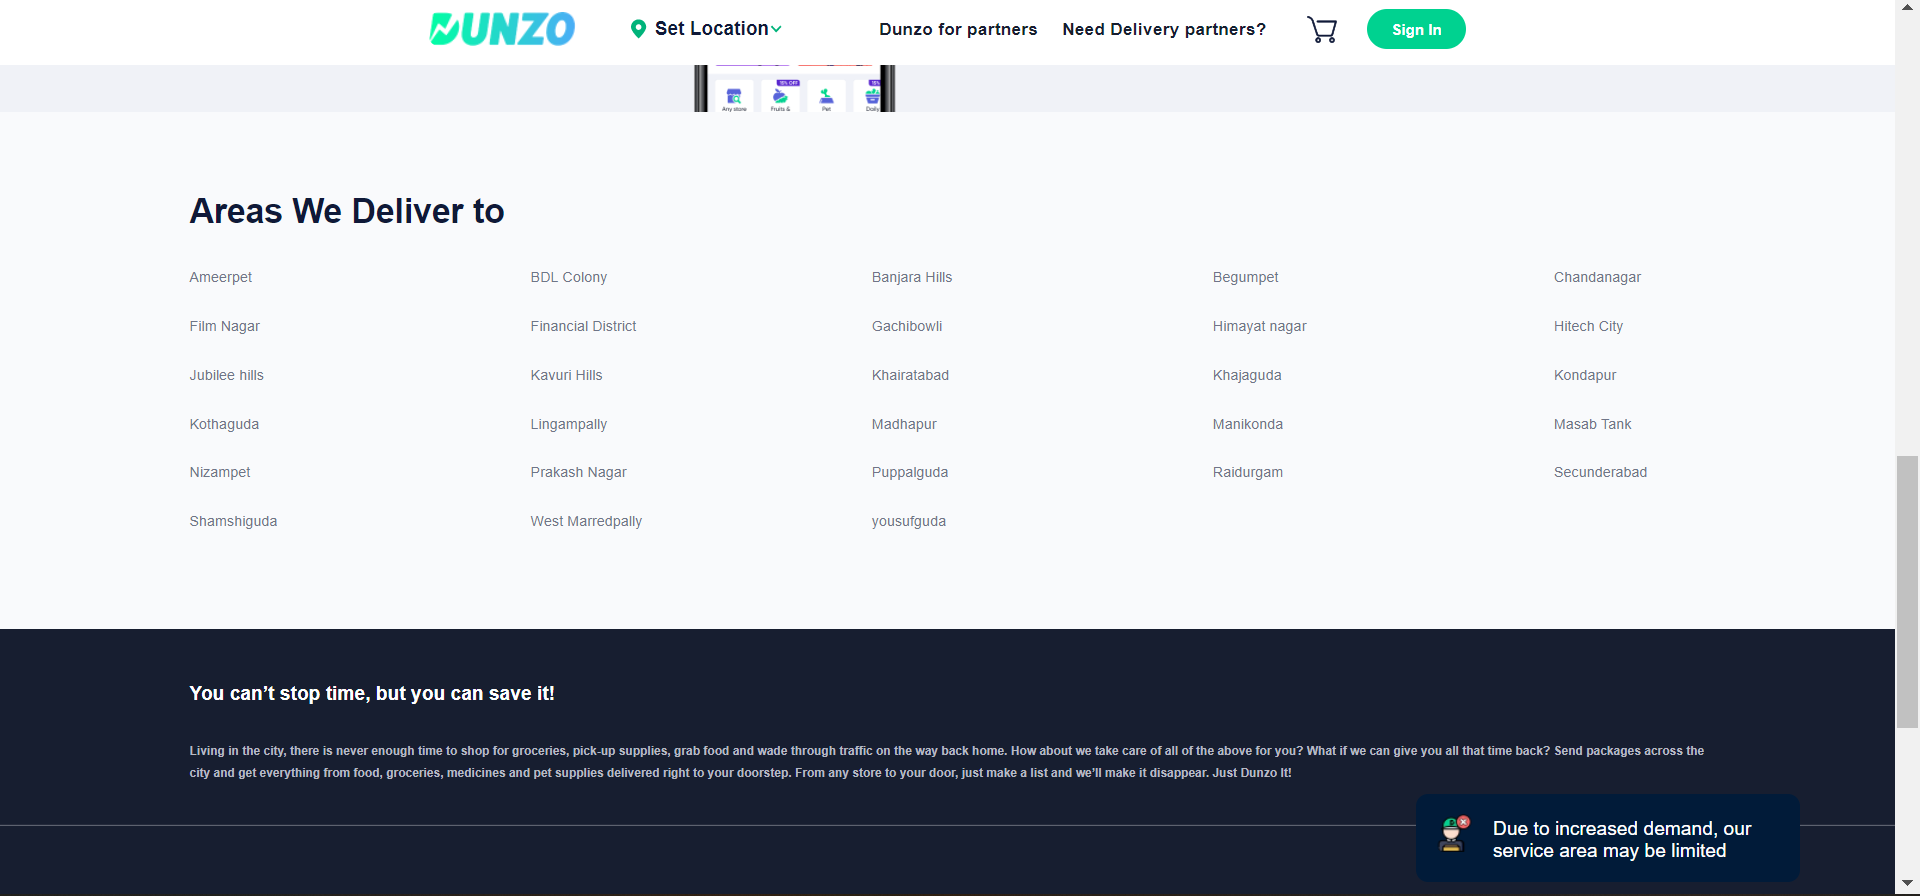 DUNZO Set Location Dunzo for partners Need Delivery partners? Sign In
15% OFF 15%
Any store Fruits & Pet Daily
Areas We Deliver to
Ameerpet BDL Colony Banjara Hills Begumpet Chandanagar
Film Nagar Financial District Gachibowli Himayat nagar Hitech City
Jubilee hills Kavuri Hills Khairatabad Khajaguda Kondapur
Kothaguda Lingampally Madhapur Manikonda Masab Tank
Nizampet Prakash Nagar Puppalguda Raidurgam Secunderabad
Shamshiguda West Marredpally yousufguda
You can’t stop time, but you can save it!
Living in the city, there is never enough time to shop for groceries, pick-up supplies, grab food and wade through traffic on the way back home. How about we take care of all of the above for you? What if we can give you all that time back? Send packages across the
city and get everything from food, groceries, medicines and pet supplies delivered right to your doorstep. From any store to your door, just make a list and we’ll make it disappear. Just Dunzo It!
Due to increased demand, our
service area may be limited